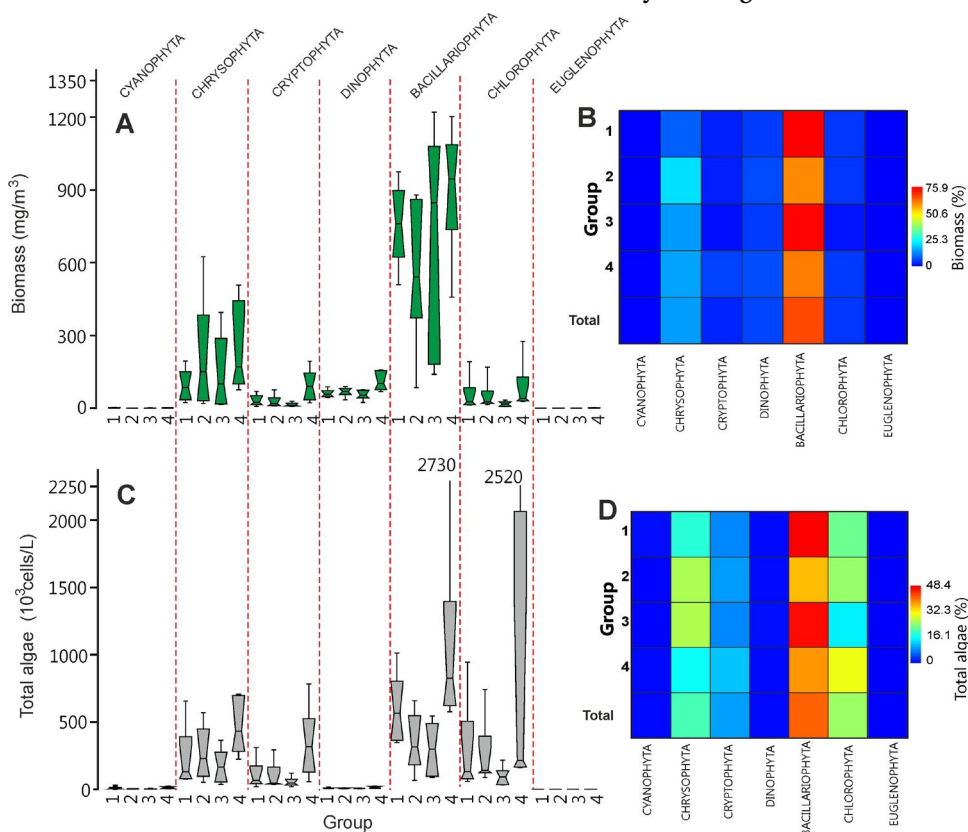 CYANOPHYTA
CHRYSOPHYTA
CRYPTOPHYTA
DINOPHYTA
BACILLARIOPHYTA
CHLOROPHYTA
EUGLENOPHYTA
A
Biomass (mg/m³)
1350
1200
900
600
300
0
1 2 3 4 1 2 3 4 1 2 3 4 1 2 3 4 1 2 3 4 1 2 3 4 1 2 3 4
B
Group
1
2
3
4
Total
75.9
50.6
25.3
0
Biomass (%)
CYANOPHYTA
CHRYSOPHYTA
CRYPTOPHYTA
DINOPHYTA
BACILLARIOPHYTA
CHLOROPHYTA
EUGLENOPHYTA
C
Total algae (10³cells/L)
2250
2000
1500
1000
500
0
2730
2520
1 2 3 4 1 2 3 4 1 2 3 4 1 2 3 4 1 2 3 4 1 2 3 4 1 2 3 4
Group
D
Group
1
2
3
4
Total
48.4
32.3
16.1
0
Total algae (%)
CYANOPHYTA
CHRYSOPHYTA
CRYPTOPHYTA
DINOPHYTA
BACILLARIOPHYTA
CHLOROPHYTA
EUGLENOPHYTA